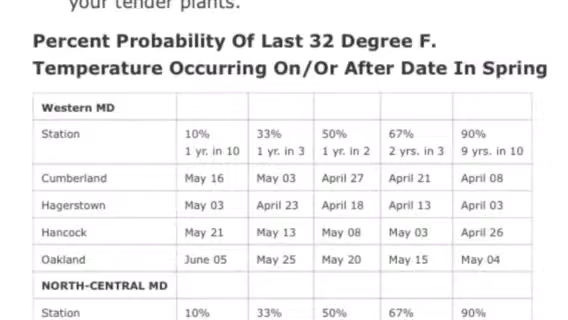 your tender plants.
Percent Probability Of Last 32 Degree F.
Temperature Occurring On/Or After Date In Spring
Western MD
Station 10% 33% 50% 67% 90%
1 yr. in 10 1 yr. in 3 1 yr. in 2 2 yrs. in 3 9 yrs. in 10
Cumberland May 16 May 03 April 27 April 21 April 08
Hagerstown May 03 April 23 April 18 April 13 April 03
Hancock May 21 May 13 May 08 May 03 April 26
Oakland June 05 May 25 May 20 May 15 May 04
NORTH-CENTRAL MD
Station 10% 33% 50% 67% 90%